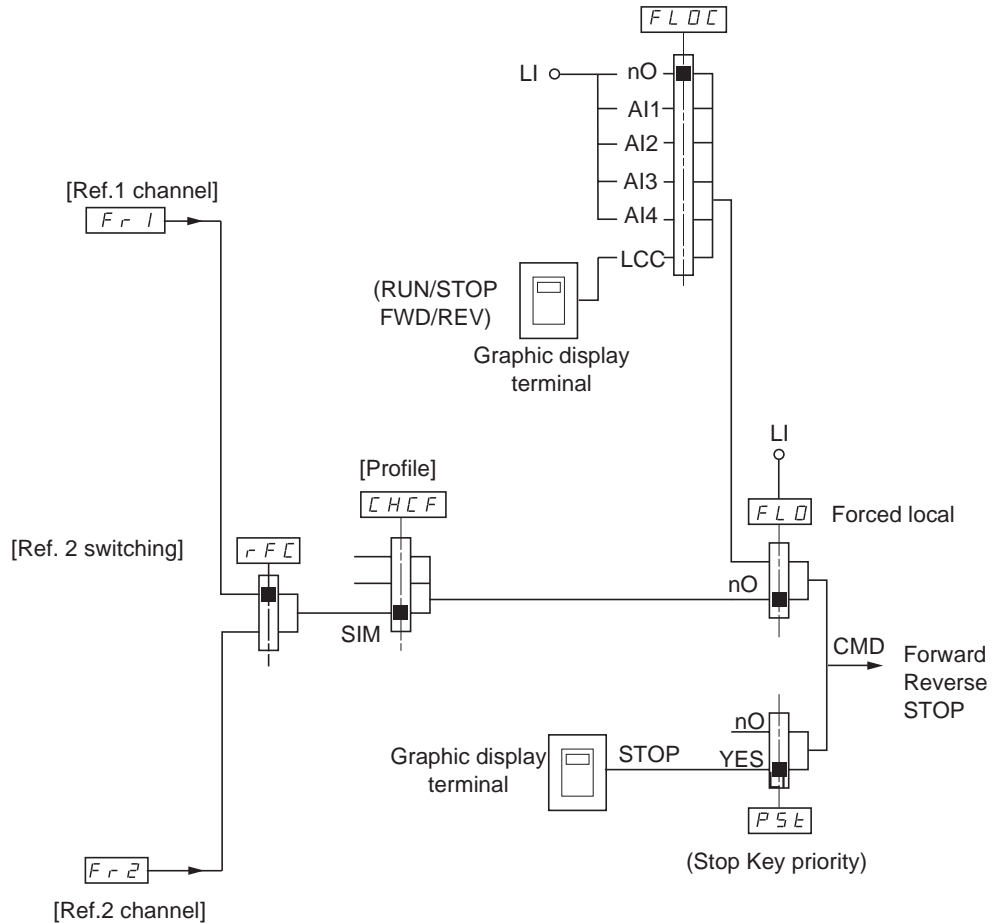 FLOC
LI
nO
AI1
AI2
AI3
AI4
LCC
[Ref.1 channel]
Fr1
(RUN/STOP
FWD/REV)
Graphic display
terminal
LI
[Profile]
CHCF
FLO
Forced local
[Ref. 2 switching]
rFC
nO
SIM
CMD
Forward
Reverse
STOP
nO
Graphic display
terminal
STOP
YES
LI
PSt
(Stop Key priority)
Fr2
[Ref.2 channel]